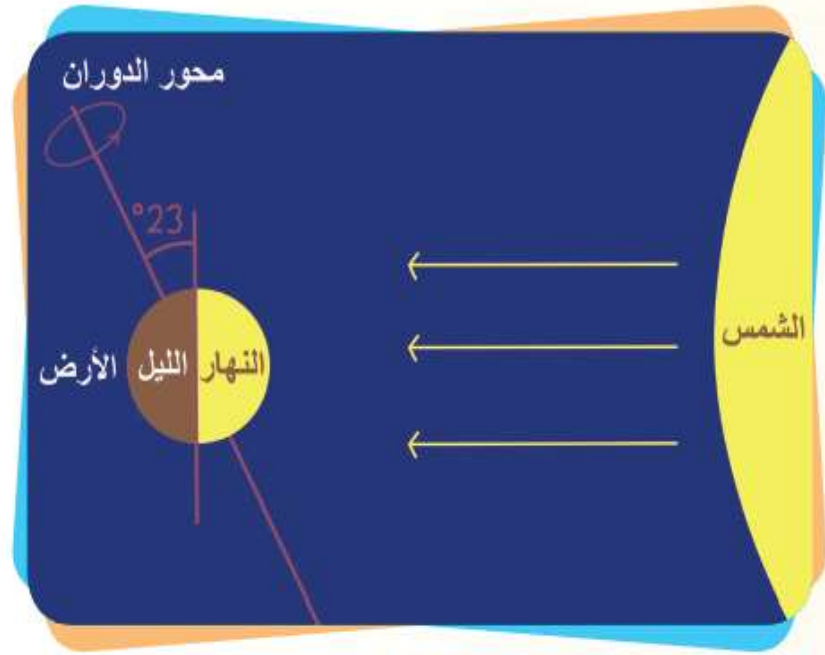 محور الدوران
°23
الشمس
النهار
الليل
الأرض